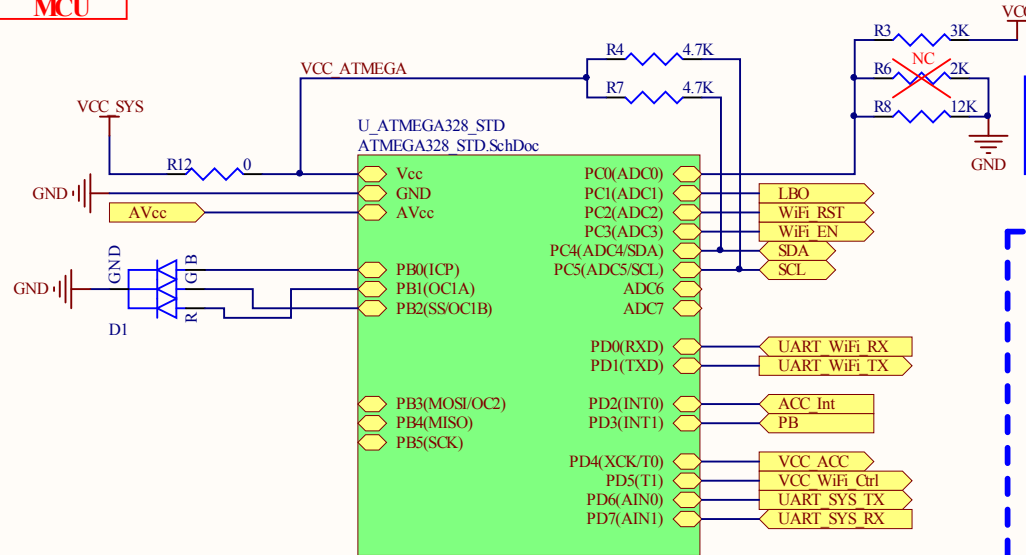 MCU
VCC
R3 3K
NC
R6 2K
R8 12K
GND
R4 4.7K
R7 4.7K
VCC_ATMEGA
VCC_SYS
R12 0
U_ATMEGA328_STD
ATMEGA328_STD.SchDoc
GND
AVcc
Vcc
GND
AVcc
PB0(ICP)
PB1(OC1A)
PB2(SS/OC1B)
GND
GND
B
G
R
D1
PB3(MOSI/OC2)
PB4(MISO)
PB5(SCK)
PC0(ADC0)
PC1(ADC1) LBO
PC2(ADC2) WiFi_RST
PC3(ADC3) WiFi_EN
PC4(ADC4/SDA) SDA
PC5(ADC5/SCL) SCL
ADC6
ADC7
PD0(RXD) UART_WiFi_RX
PD1(TXD) UART_WiFi_TX
PD2(INT0) ACC_Int
PD3(INT1) PB
PD4(XCK/T0) VCC_ACC
PD5(T1) VCC_WiFi_Ctrl
PD6(AIN0) UART_SYS_TX
PD7(AIN1) UART_SYS_RX